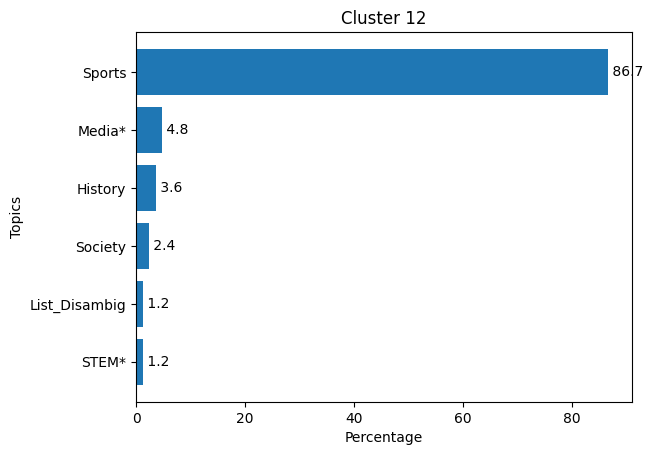 Cluster 12
Topics
Sports 86.7
Media* 4.8
History 3.6
Society 2.4
List_Disambig 1.2
STEM* 1.2
0 20 40 60 80
Percentage